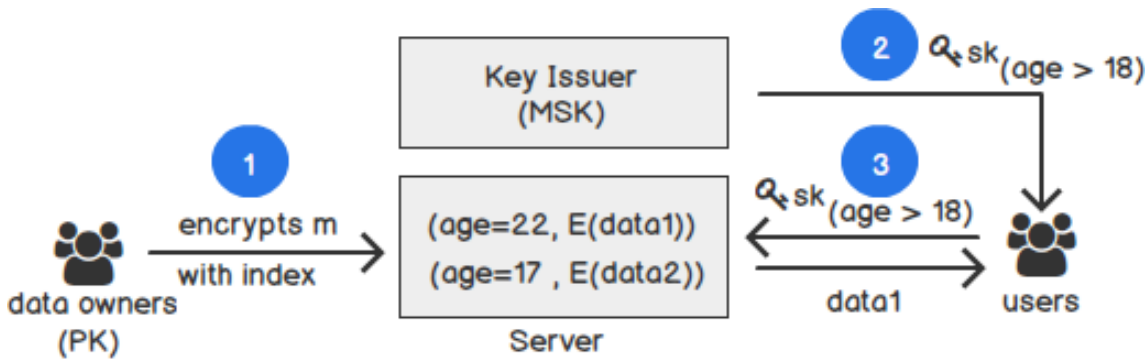 Key Issuer
(MSK)
2
sk(age > 18)
1
encrypts m
with index
data owners
(PK)
(age=22, E(data1))
(age=17 , E(data2))
Server
3
sk(age > 18)
data1
users